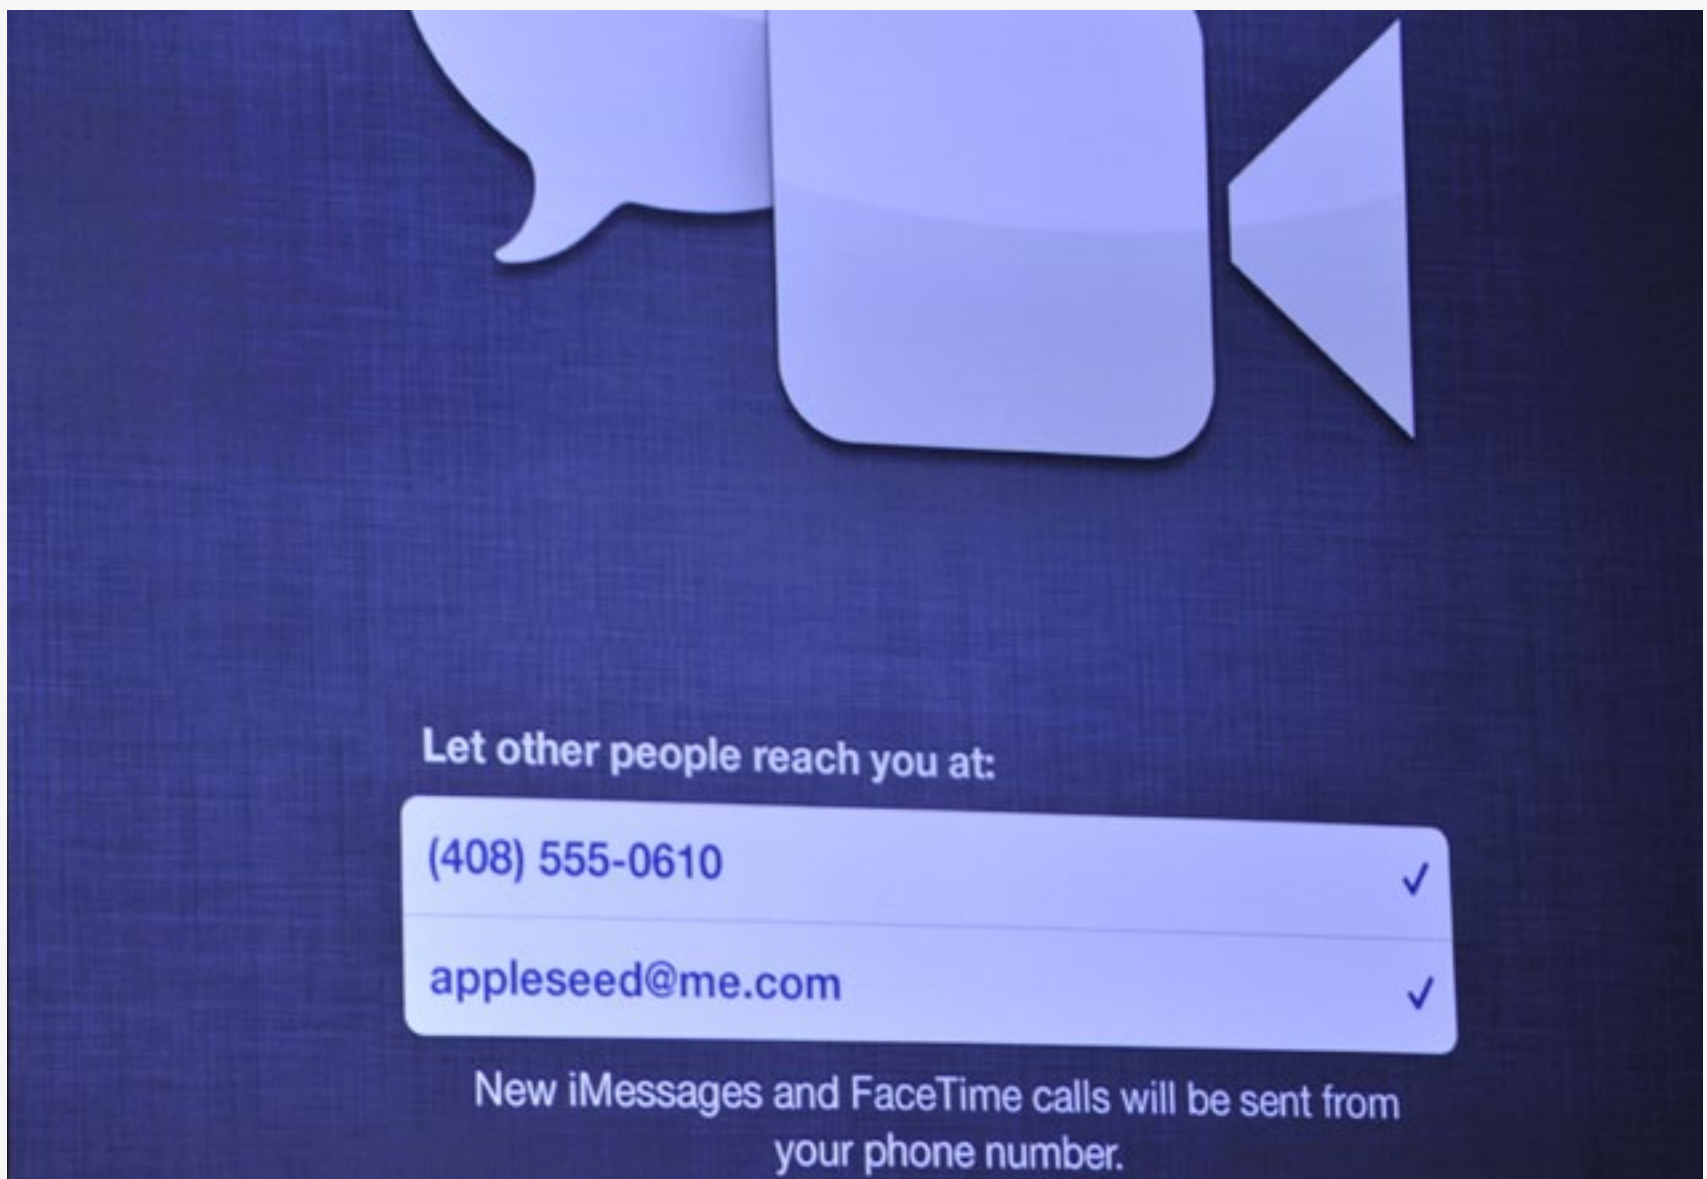 Let other people reach you at:
(408) 555-0610
appleseed@me.com
New iMessages and FaceTime calls will be sent from
your phone number.